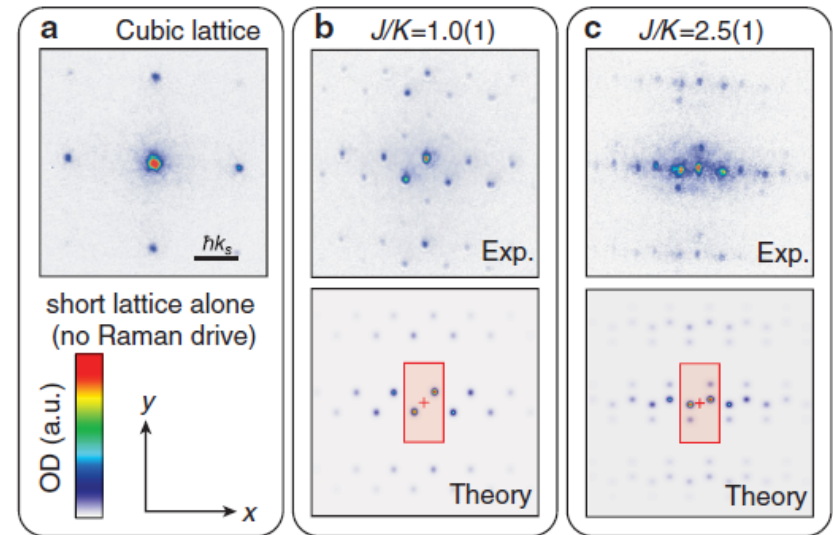 a Cubic lattice
ħkₛ
short lattice alone
(no Raman drive)
OD (a.u.)
y
x
b J/K=1.0(1)
Exp.
Theory
c J/K=2.5(1)
Exp.
Theory